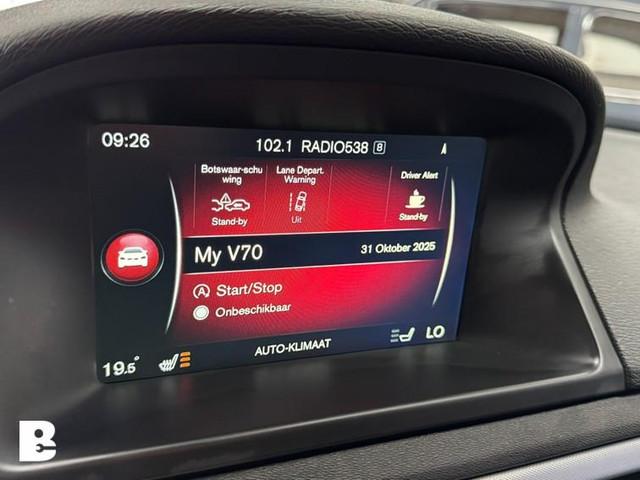 09:26
102.1 RADIO538 8
Botswaar-schu
wing
Stand-by
Lane Depart.
Warning
Uit
Driver Alert
Stand-by
My V70
31 Oktober 2025
A Start/Stop
Onbeschikbaar
19.5°
AUTO-KLIMAAT
LO
B